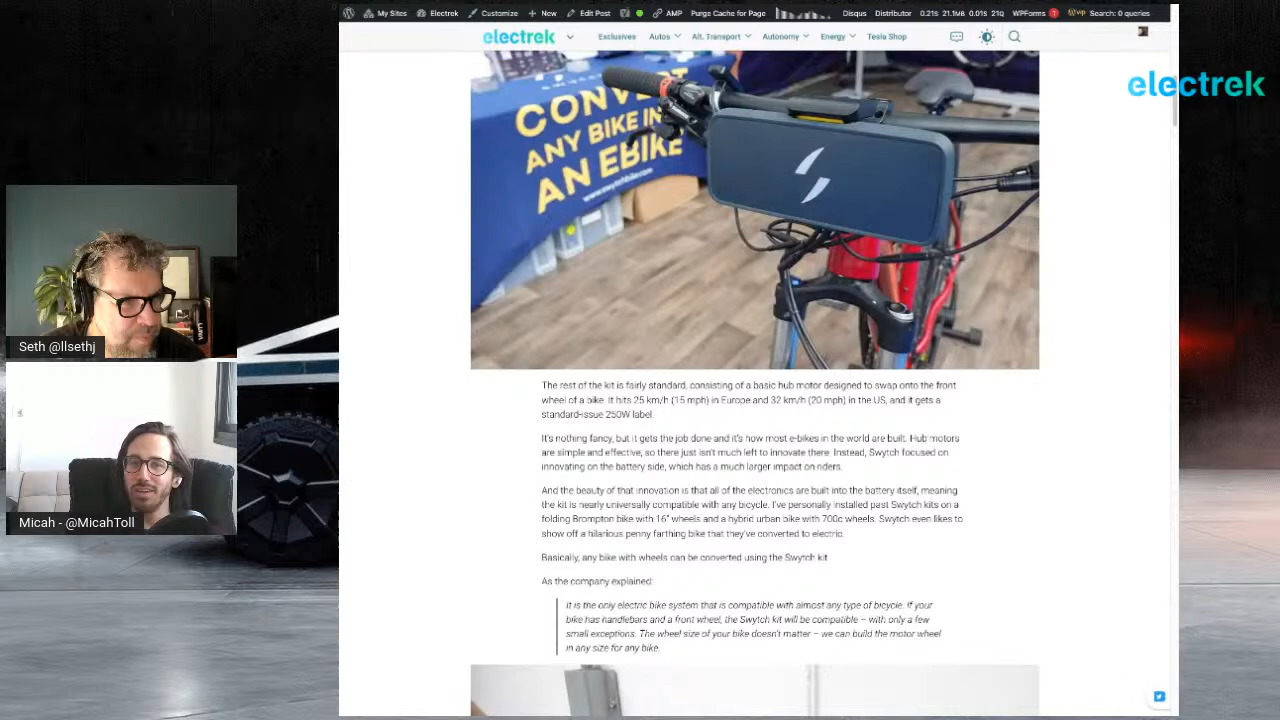 My Sites
Electrek
Customize
New
Edit Post
AMP
Purge Cache for Page
Disqus
Distributor
0.21s 21.1MB 0.01s 21Q
WPForms 1
vip
Search: 0 queries
electrek
Exclusives
Autos
Alt. Transport
Autonomy
Energy
Tesla Shop
electrek
CONVERT
ANY BIKE IN
AN EBIKE
www.swytchbike.com
The rest of the kit is fairly standard, consisting of a basic hub motor designed to swap onto the front
wheel of a bike. It hits 25 km/h (15 mph) in Europe and 32 km/h (20 mph) in the US, and it gets a
standard-issue 250W label.
It's nothing fancy, but it gets the job done and it's how most e-bikes in the world are built. Hub motors
are simple and effective, so there just isn't much left to innovate there. Instead, Swytch focused on
innovating on the battery side, which has a much larger impact on riders.
And the beauty of that innovation is that all of the electronics are built into the battery itself, meaning
the kit is nearly universally compatible with any bicycle. I've personally installed past Swytch kits on a
folding Brompton bike with 16" wheels and a hybrid urban bike with 700c wheels. Swytch even likes to
show off a hilarious penny farthing bike that they've converted to electric.
Basically, any bike with wheels can be converted using the Swytch kit
As the company explained:
It is the only electric bike system that is compatible with almost any type of bicycle. If your
bike has handlebars and a front wheel, the Swytch kit will be compatible – with only a few
small exceptions. The wheel size of your bike doesn't matter – we can build the motor wheel
in any size for any bike.
Seth @llsethj
Micah - @MicahToll